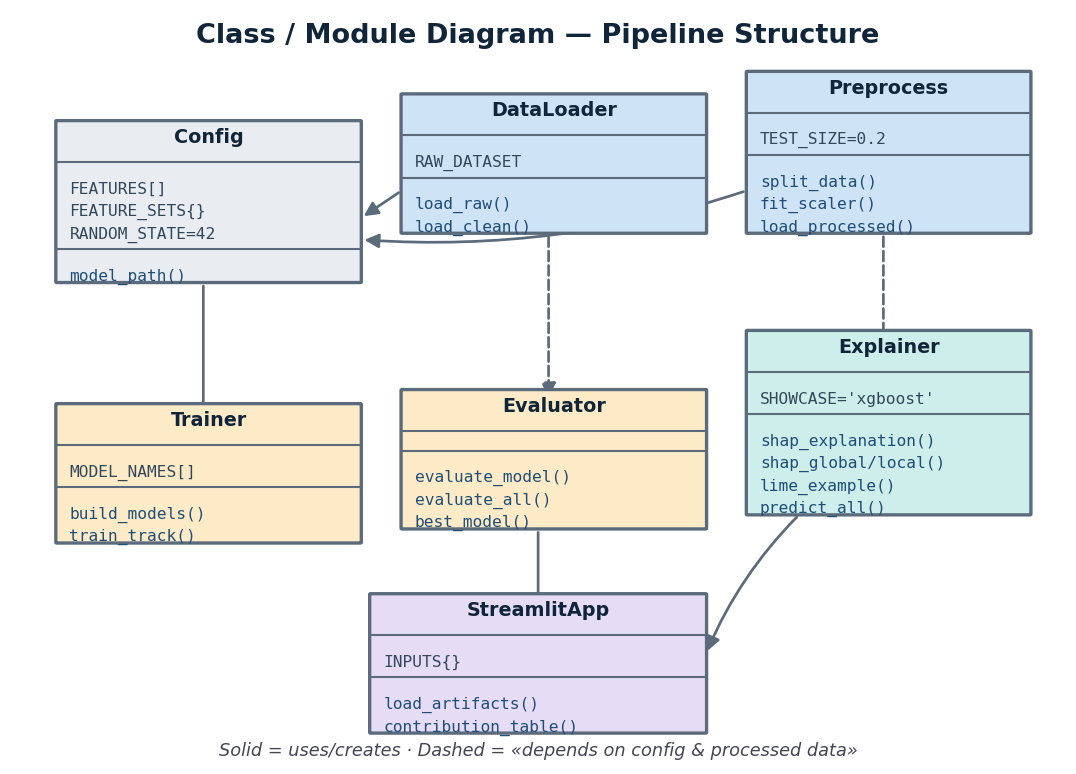 Class / Module Diagram — Pipeline Structure
Config
FEATURES[]
FEATURE_SETS{}
RANDOM_STATE=42
model_path()
DataLoader
RAW_DATASET
load_raw()
load_clean()
Preprocess
TEST_SIZE=0.2
split_data()
fit_scaler()
load_processed()
Trainer
MODEL_NAMES[]
build_models()
train_track()
Evaluator
evaluate_model()
evaluate_all()
best_model()
Explainer
SHOWCASE='xgboost'
shap_explanation()
shap_global/local()
lime_example()
predict_all()
StreamlitApp
INPUTS{}
load_artifacts()
contribution_table()
Solid = uses/creates · Dashed = «depends on config & processed data»